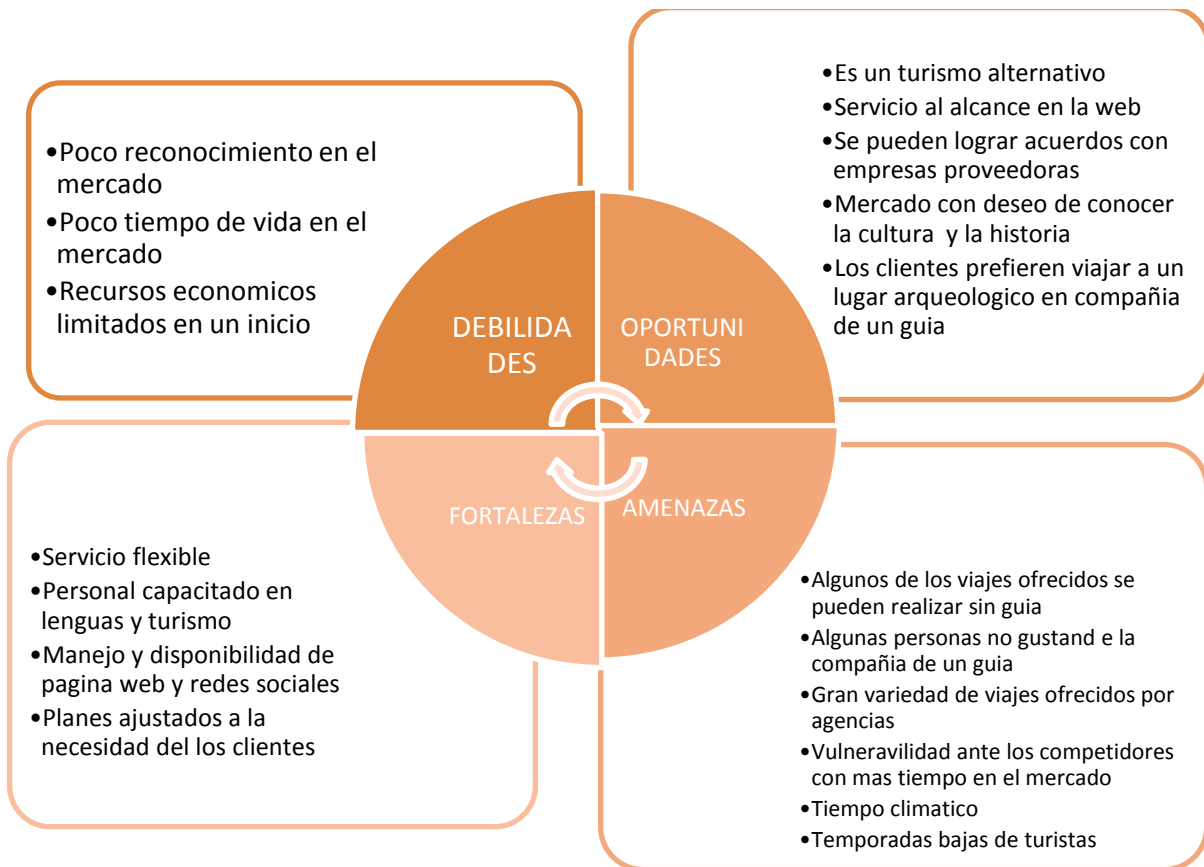 •Poco reconocimiento en el
mercado
•Poco tiempo de vida en el
mercado
•Recursos economicos
limitados en un inicio
•Es un turismo alternativo
•Servicio al alcance en la web
•Se pueden lograr acuerdos con
empresas proveedoras
•Mercado con deseo de conocer
la cultura y la historia
•Los clientes prefieren viajar a un
lugar arqueologico en compañia
de un guia
DEBILIDA
DES
OPORTUNI
DADES
FORTALEZAS
AMENAZAS
•Servicio flexible
•Personal capacitado en
lenguas y turismo
•Manejo y disponibilidad de
pagina web y redes sociales
•Planes ajustados a la
necesidad del los clientes
•Algunos de los viajes ofrecidos se
pueden realizar sin guia
•Algunas personas no gustand e la
compañia de un guia
•Gran variedad de viajes ofrecidos por
agencias
•Vulneravilidad ante los competidores
con mas tiempo en el mercado
•Tiempo climatico
•Temporadas bajas de turistas